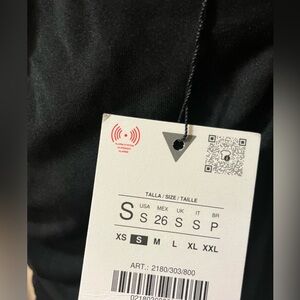 TALLA / SIZE / TAILLE
S
USA MEX UK IT BR
S 26 S S P
XS S M L XL XXL
ART.: 2180/303/800